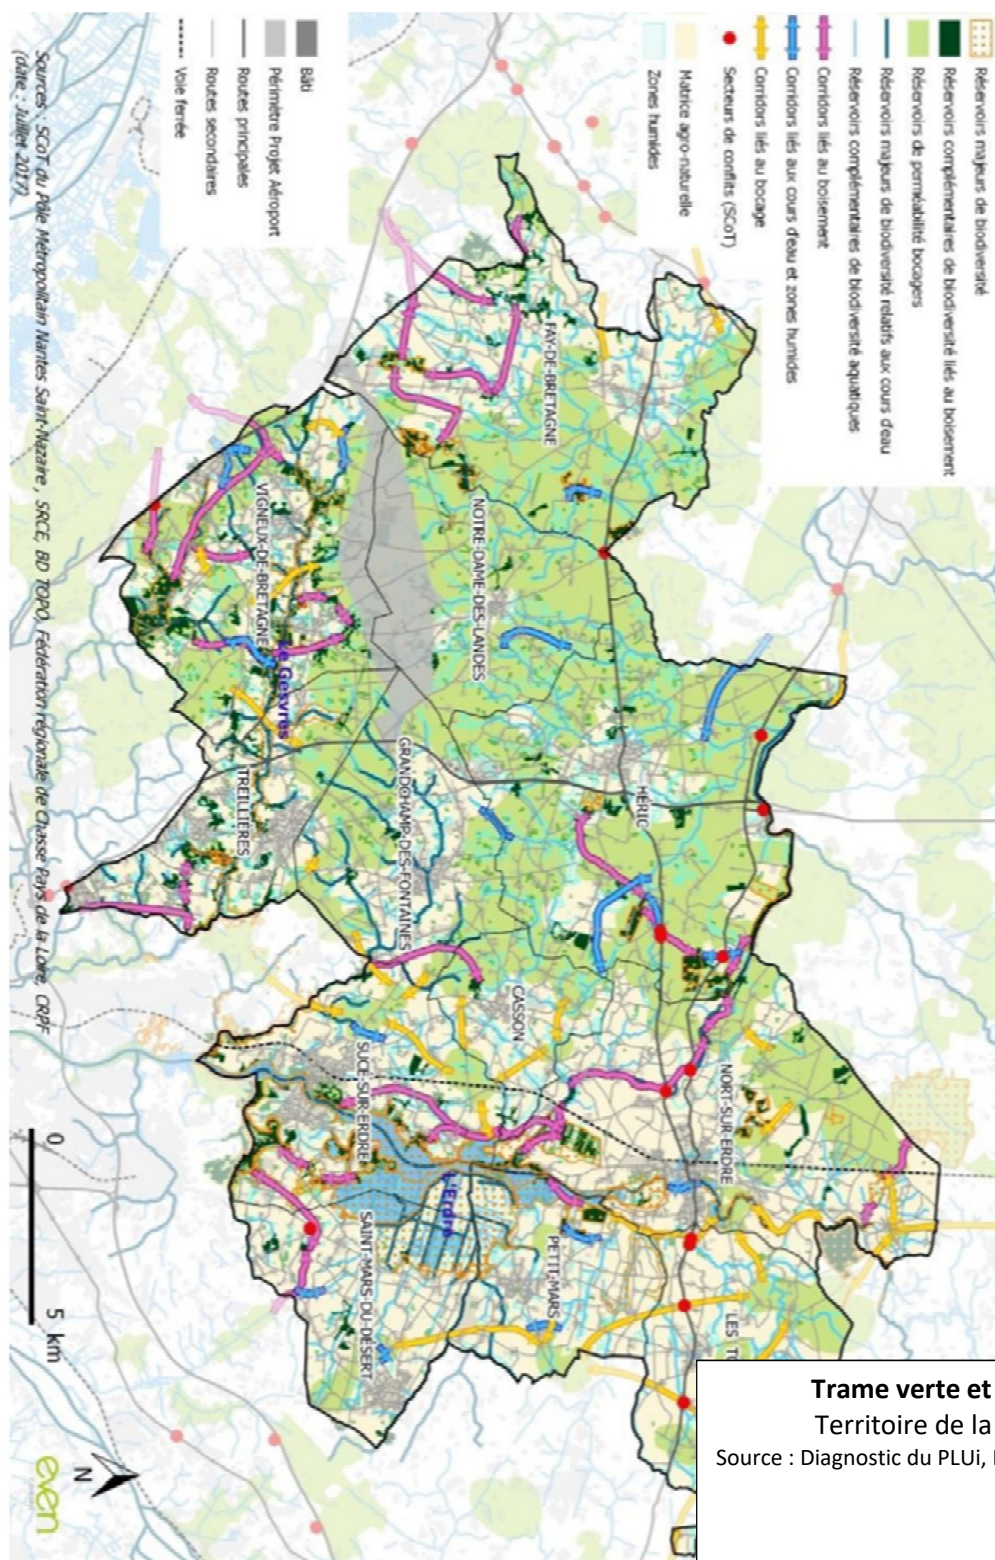 Réservoirs majeurs de biodiversité
Réservoirs complémentaires de biodiversité liés au boisement
Réservoirs de perméabilité bocagers
Réservoirs majeurs de biodiversité relatifs aux cours d'eau
Réservoirs complémentaires de biodiversité aquatiques
Corridors liés au boisement
Corridors liés aux cours d'eau et zones humides
Corridors liés au bocage
Secteurs de conflits (SCoT)
Matrice agro-naturelle
Zones humides
Bâti
Périmètre Projet Aéroport
Routes principales
Routes secondaires
Voie ferrée
FAY-DE-BRETAGNE
NOTRE-DAME-DES-LANDES
VIGNEUX-DE-BRETAGNE
Le Gesvres
HERIC
GRANDCHAMP-DES-FONTAINES
TREILLIÈRES
CASSON
NORT-SUR-ERDRE
SUCE-SUR-ERDRE
L'Erdre
PETIT-MARS
SAINT-MARS-DU-DESERT
LES TO
Sources : SCoT du Pôle Métropolitain Nantes Saint-Nazaire , SRCE, BD TOPO, Fédération régionale de Chasse Pays de la Loire, CRPF
(date : Juillet 2017)
0 5 km
N
even
Trame verte et
Territoire de la
Source : Diagnostic du PLUi,